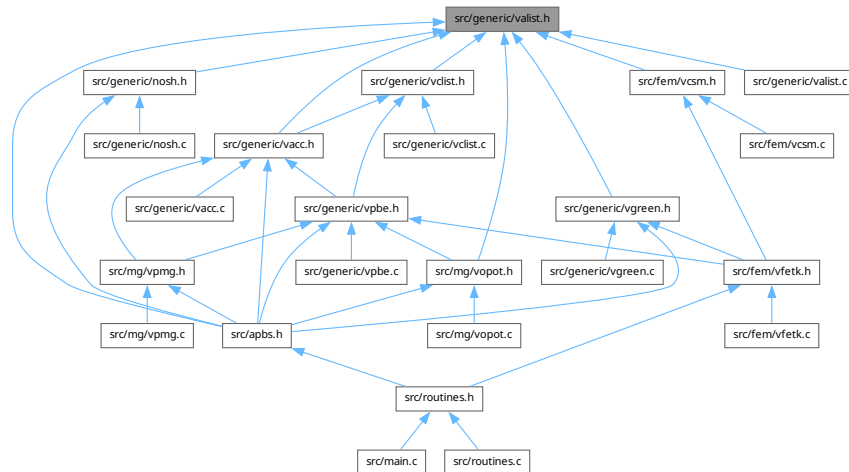 src/generic/valist.h
src/generic/nosh.h
src/generic/vclist.h
src/fem/vcsm.h
src/generic/valist.c
src/generic/nosh.c
src/generic/vacc.h
src/generic/vclist.c
src/fem/vcsm.c
src/generic/vacc.c
src/generic/vpbe.h
src/generic/vgreen.h
src/mg/vpmg.h
src/generic/vpbe.c
src/mg/vopot.h
src/generic/vgreen.c
src/fem/vfetk.h
src/mg/vpmg.c
src/apbs.h
src/mg/vopot.c
src/fem/vfetk.c
src/routines.h
src/main.c
src/routines.c